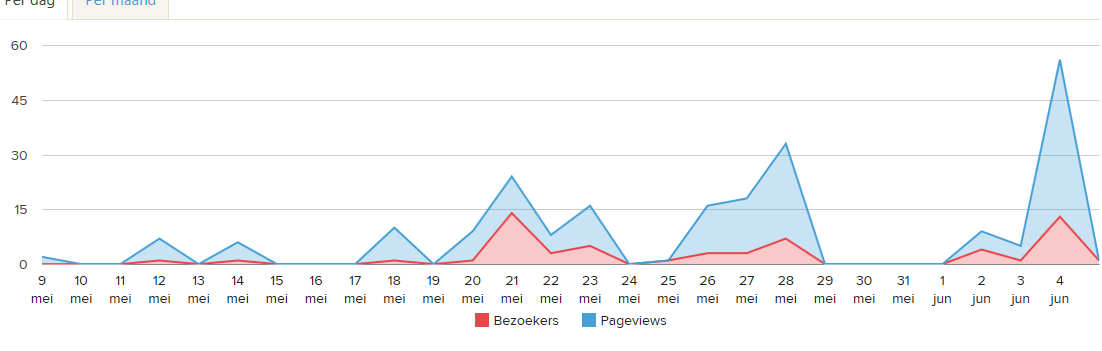 Per dag Per maand
60
45
30
15
0
9 10 11 12 13 14 15 16 17 18 19 20 21 22 23 24 25 26 27 28 29 30 31 1 2 3 4
mei mei mei mei mei mei mei mei mei mei mei mei mei mei mei mei mei mei mei mei mei mei mei jun jun jun jun
Bezoekers Pageviews